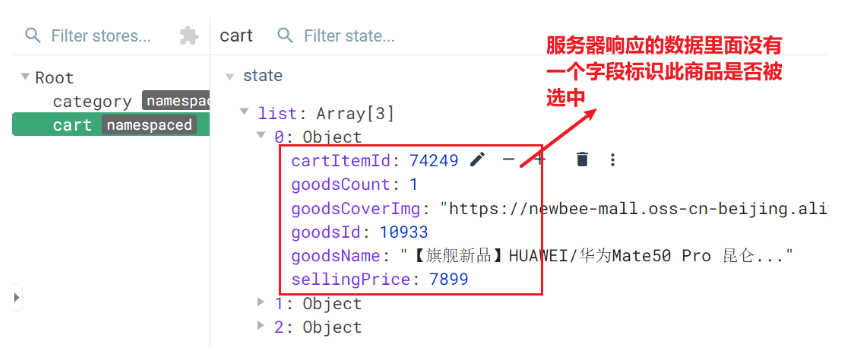 Filter stores...
cart
Filter state...
服务器响应的数据里面没有
一个字段标识此商品是否被
选中
Root
category namespac
cart namespaced
state
list: Array[3]
0: Object
cartItemId: 74249
goodsCount: 1
goodsCoverImg: "https://newbee-mall.oss-cn-beijing.ali
goodsId: 10933
goodsName: "【旗舰新品】HUAWEI/华为Mate50 Pro 昆仑..."
sellingPrice: 7899
1: Object
2: Object